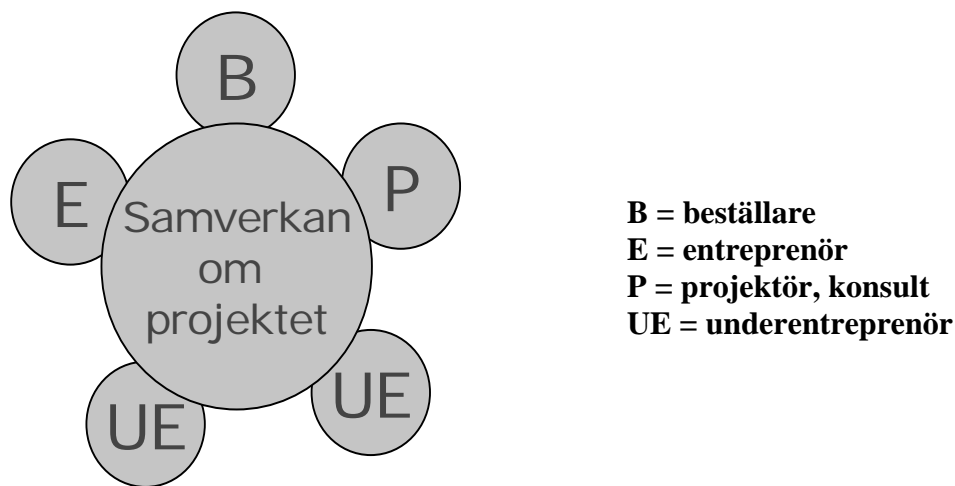 B
E
P
Samverkan
om
projektet
UE
UE
B = beställare
E = entreprenör
P = projektör, konsult
UE = underentreprenör